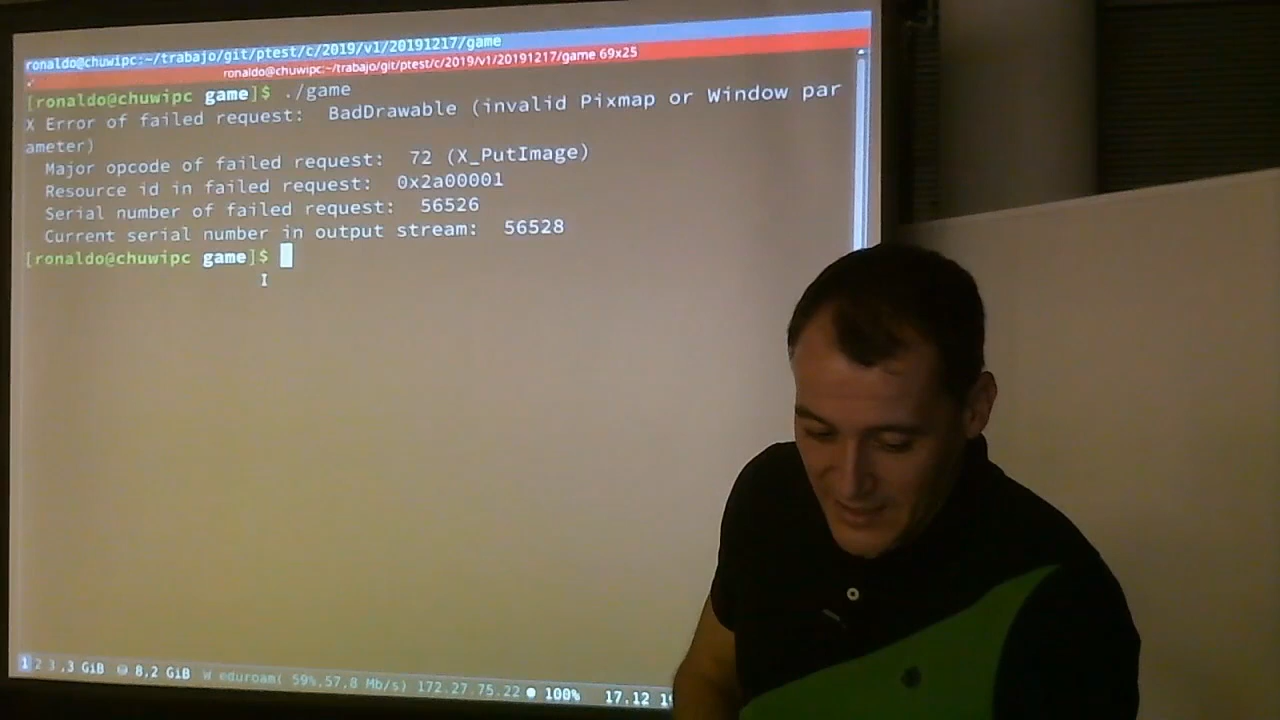 ronaldo@chuwipc:~/trabajo/git/ptest/c/2019/v1/20191217/game
ronaldo@chuwipc:~/trabajo/git/ptest/c/2019/v1/20191217/game 69x25
[ronaldo@chuwipc game]$ ./game
X Error of failed request:  BadDrawable (invalid Pixmap or Window par
ameter)
  Major opcode of failed request:  72 (X_PutImage)
  Resource id in failed request:  0x2a00001
  Serial number of failed request:  56526
  Current serial number in output stream:  56528
[ronaldo@chuwipc game]$
1 2 3 .3 GiB 8,2 GiB W eduroam( 59%,57.8 Mb/s) 172.27.75.22 100% 17.12